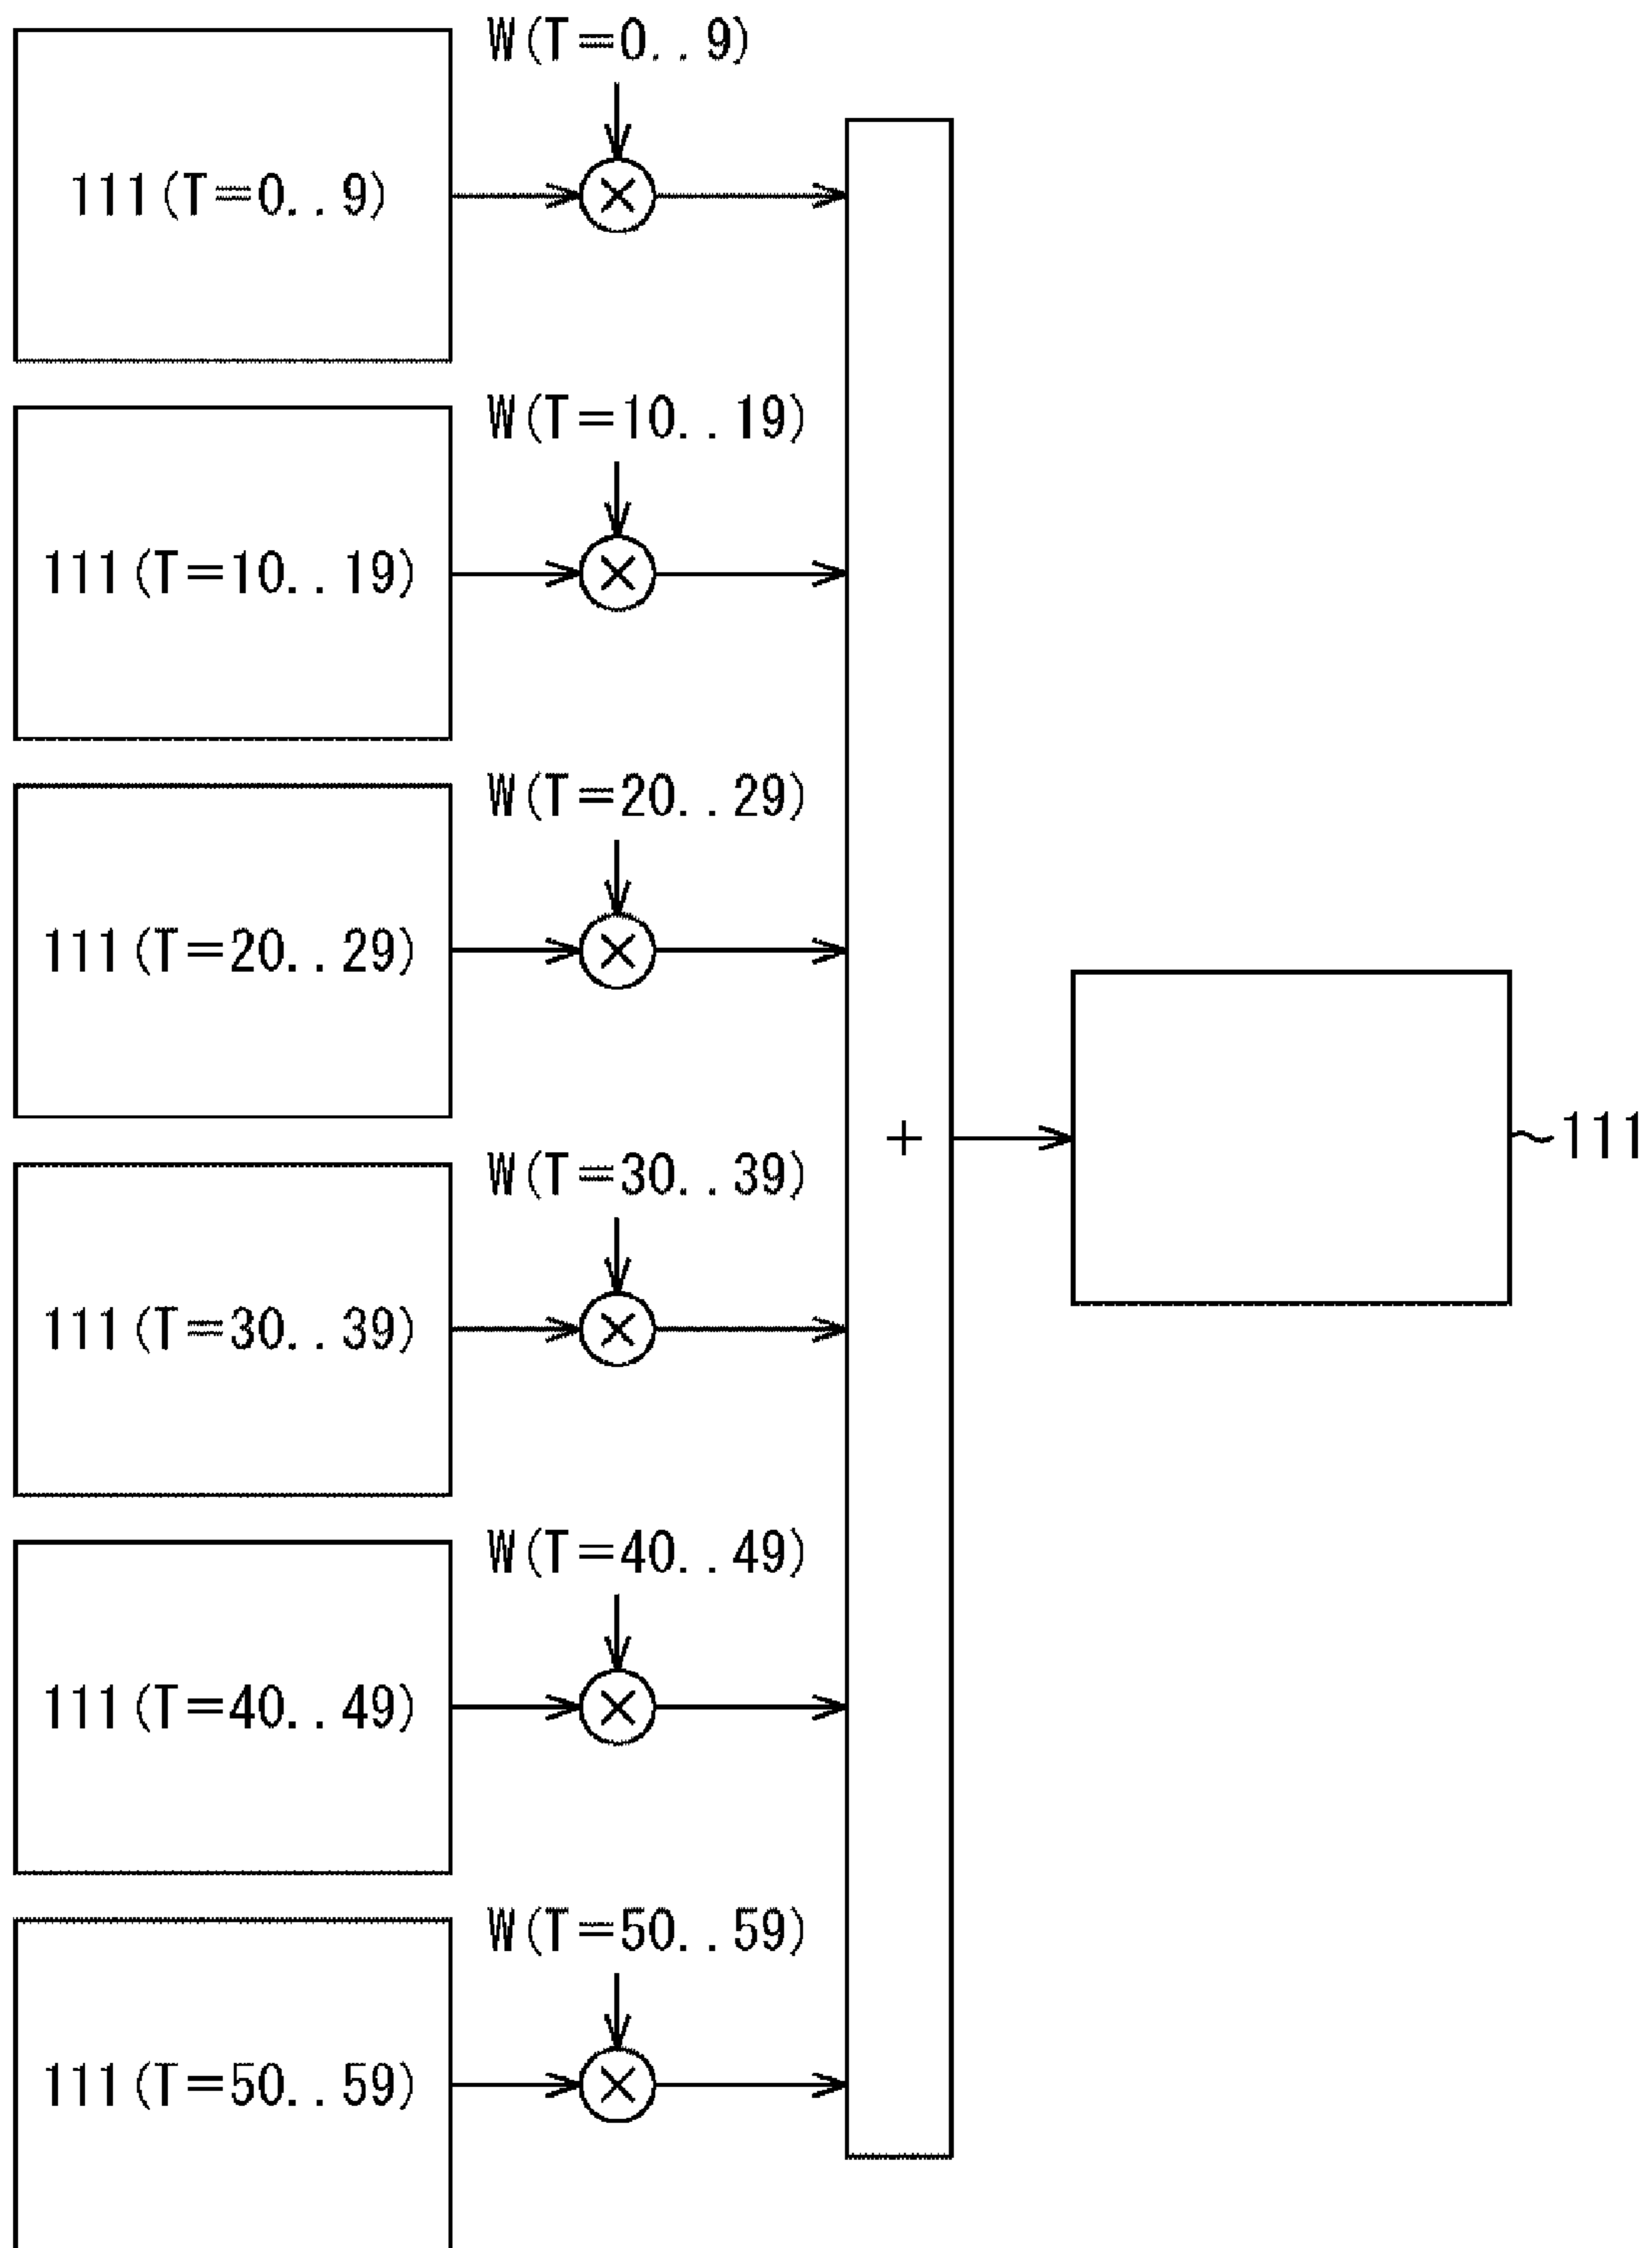 W(T=0..9)
111(T=0..9)
W(T=10..19)
111(T=10..19)
W(T=20..29)
111(T=20..29)
+
111
W(T=30..39)
111(T=30..39)
W(T=40..49)
111(T=40..49)
W(T=50..59)
111(T=50..59)